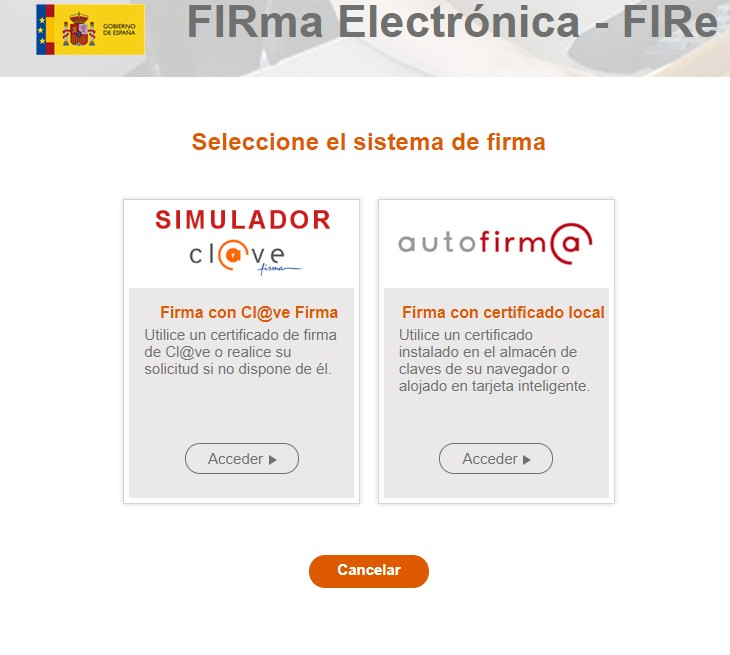 GOBIERNO
DE ESPAÑA
FIRma Electrónica - FIRe
Seleccione el sistema de firma
SIMULADOR
cl@ve
firma
Firma con Cl@ve Firma
Utilice un certificado de firma
de Cl@ve o realice su
solicitud si no dispone de él.
Acceder
autofirm@
Firma con certificado local
Utilice un certificado
instalado en el almacén de
claves de su navegador o
alojado en tarjeta inteligente.
Acceder
Cancelar